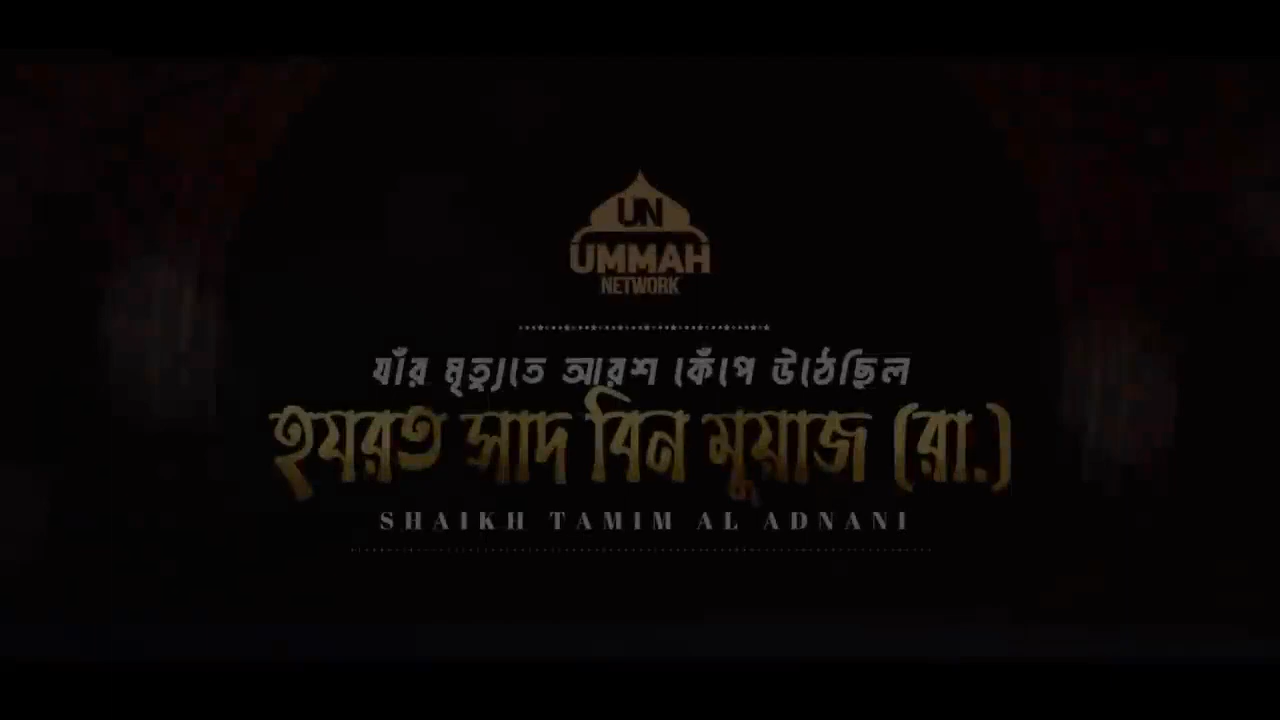 UN
UMMAH
NETWORK
যাঁর মৃত্যুতে আরশ কেঁপে উঠেছিল
হযরত সাদ বিন মুয়াজ (রা.)
SHAIKH TAMIM AL ADNANI